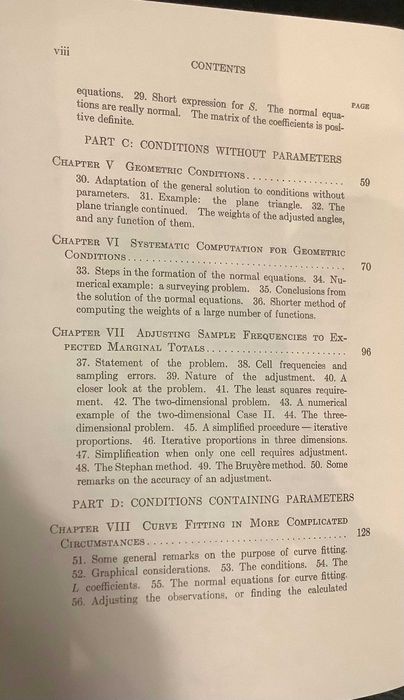 viii
CONTENTS
PAGE
equations. 29. Short expression for S. The normal equa-
tions are really normal. The matrix of the coefficients is posi-
tive definite.
PART C: CONDITIONS WITHOUT PARAMETERS
CHAPTER V GEOMETRIC CONDITIONS.................. 59
30. Adaptation of the general solution to conditions without
parameters. 31. Example: the plane triangle. 32. The
plane triangle continued. The weights of the adjusted angles,
and any function of them.
CHAPTER VI SYSTEMATIC COMPUTATION FOR GEOMETRIC
CONDITIONS........................................ 70
33. Steps in the formation of the normal equations. 34. Nu-
merical example: a surveying problem. 35. Conclusions from
the solution of the normal equations. 36. Shorter method of
computing the weights of a large number of functions.
CHAPTER VII ADJUSTING SAMPLE FREQUENCIES TO EX-
PECTED MARGINAL TOTALS.......................... 96
37. Statement of the problem. 38. Cell frequencies and
sampling errors. 39. Nature of the adjustment. 40. A
closer look at the problem. 41. The least squares require-
ment. 42. The two-dimensional problem. 43. A numerical
example of the two-dimensional Case II. 44. The three-
dimensional problem. 45. A simplified procedure — iterative
proportions. 46. Iterative proportions in three dimensions.
47. Simplification when only one cell requires adjustment.
48. The Stephan method. 49. The Bruyère method. 50. Some
remarks on the accuracy of an adjustment.
PART D: CONDITIONS CONTAINING PARAMETERS
CHAPTER VIII CURVE FITTING IN MORE COMPLICATED
CIRCUMSTANCES.................................... 128
51. Some general remarks on the purpose of curve fitting.
52. Graphical considerations. 53. The conditions. 54. The
L coefficients. 55. The normal equations for curve fitting.
56. Adjusting the observations, or finding the calculated